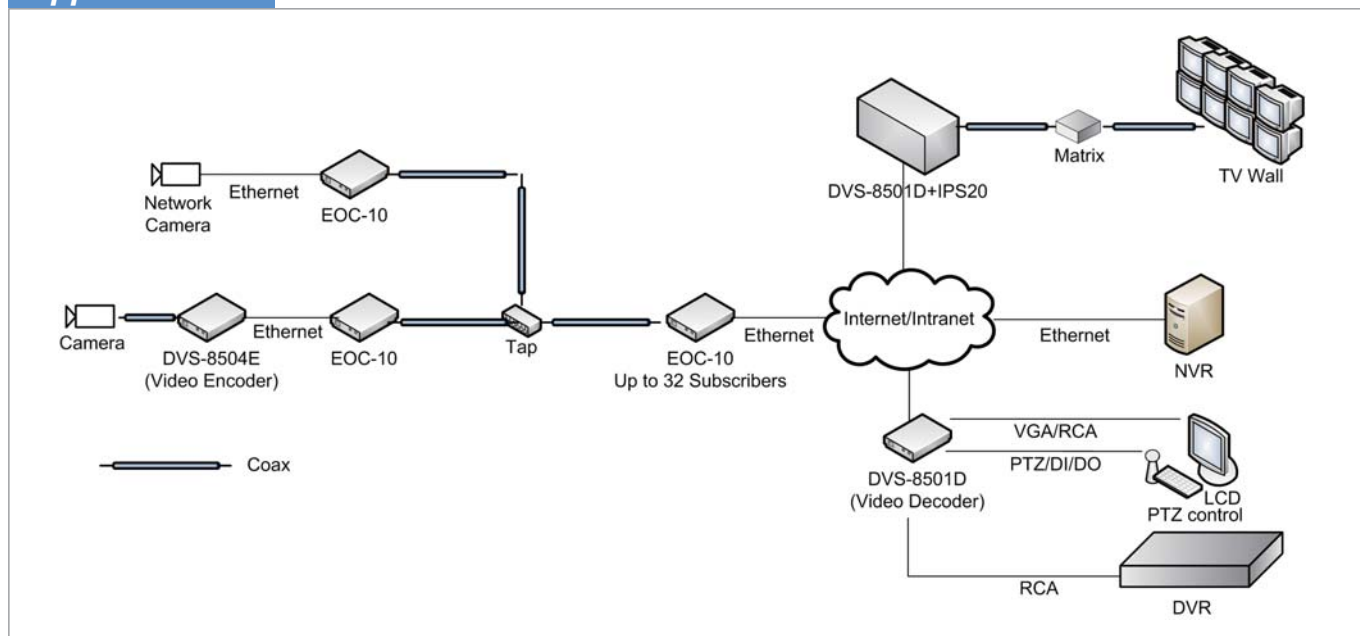 Matrix
TV Wall
DVS-8501D+IPS20
Ethernet
Network
Camera
EOC-10
Internet/Intranet
Camera
Ethernet
DVS-8504E
(Video Encoder)
EOC-10
Tap
EOC-10
Up to 32 Subscribers
Ethernet
Ethernet
NVR
VGA/RCA
PTZ/DI/DO
DVS-8501D
(Video Decoder)
LCD
PTZ control
Coax
RCA
DVR